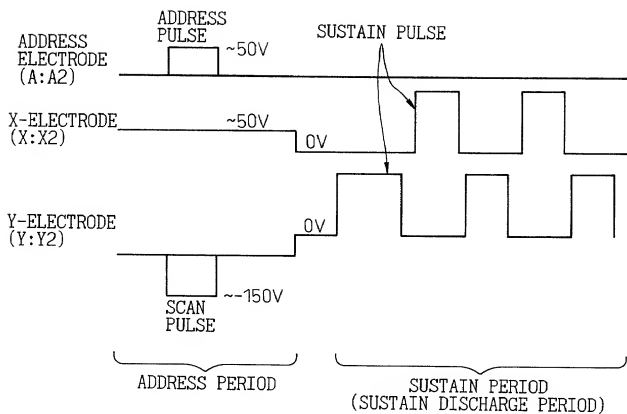 ADDRESS
PULSE
SUSTAIN PULSE
ADDRESS
ELECTRODE
(A:A2)
~50V
X-ELECTRODE
(X:X2)
~50V
0V
Y-ELECTRODE
(Y:Y2)
0V
~-150V
SCAN
PULSE
ADDRESS PERIOD
SUSTAIN PERIOD
(SUSTAIN DISCHARGE PERIOD)